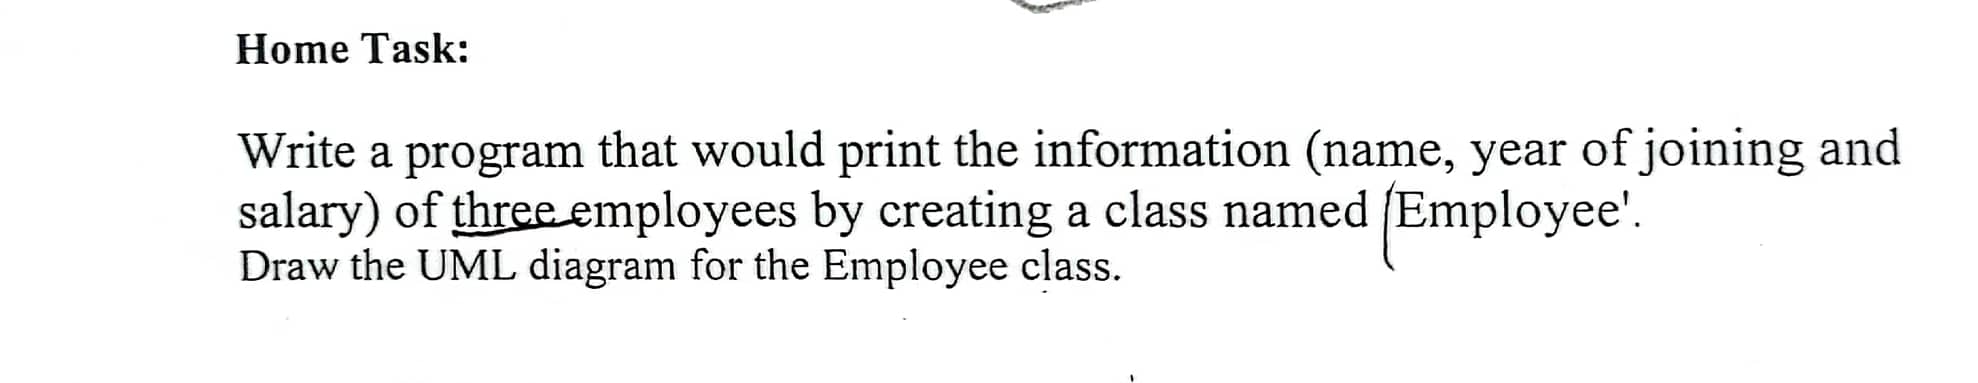 Home Task:
Write a program that would print the information (name, year of joining and
salary) of three employees by creating a class named 'Employee'.
Draw the UML diagram for the Employee class.